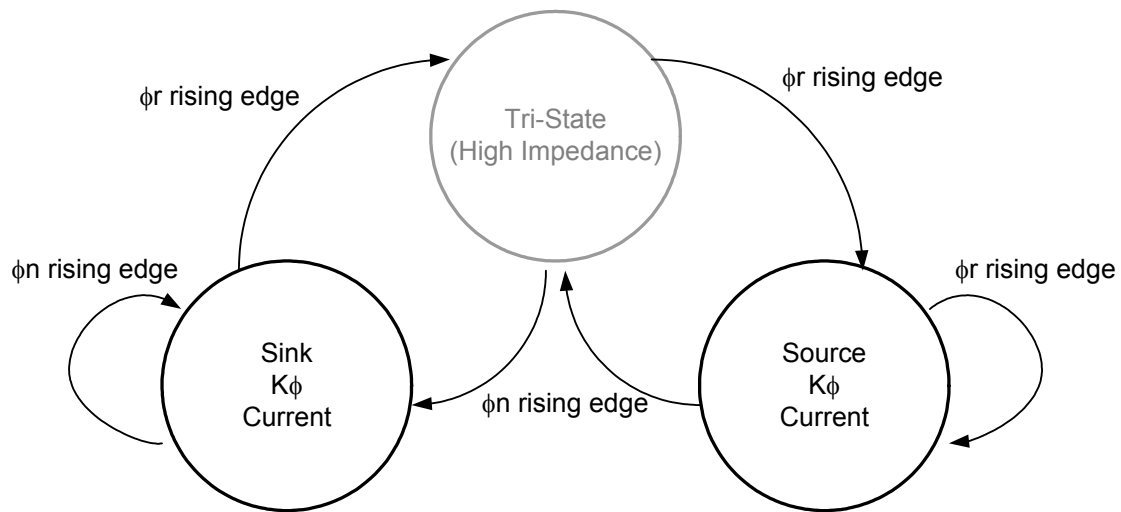 ϕr rising edge
ϕr rising edge
Tri-State
(High Impedance)
ϕn rising edge
ϕr rising edge
Sink
Kϕ
Current
ϕn rising edge
Source
Kϕ
Current